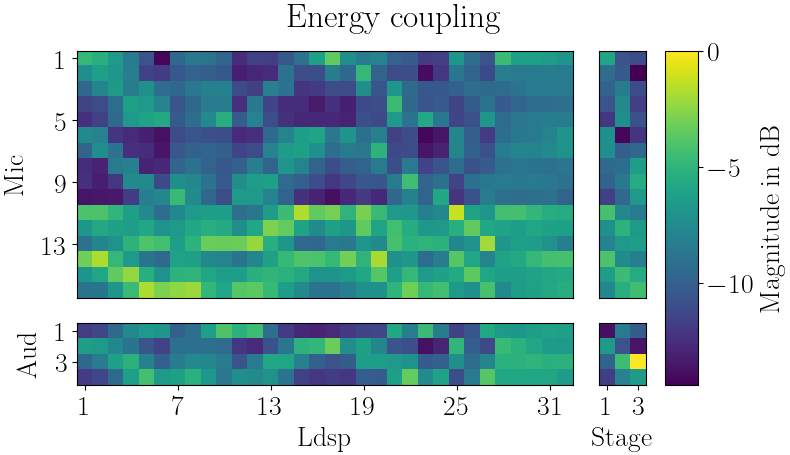 Energy coupling
1
5
9
13
Mic
1
3
Aud
1 7 13 19 25 31
Ldsp
1 3
Stage
0
−5
−10
Magnitude in dB